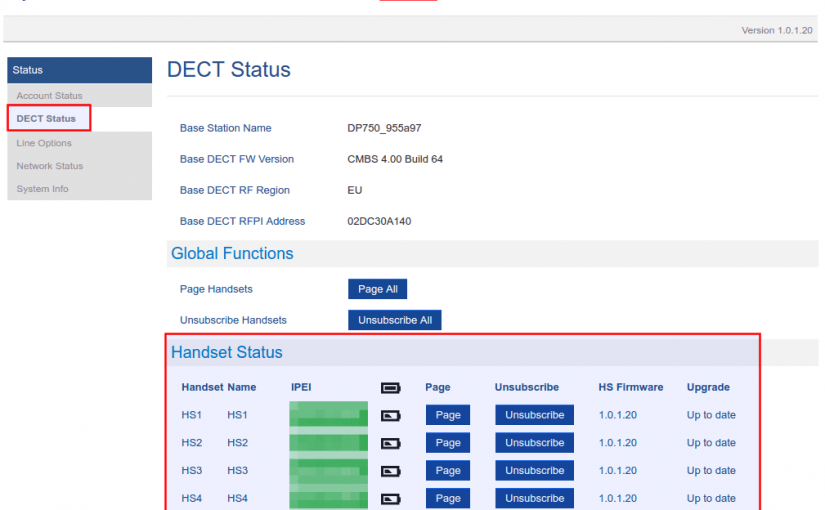 Version 1.0.1.20
Status
DECT Status
Account Status
DECT Status
Line Options
Network Status
System Info
Base Station Name DP750_955a97
Base DECT FW Version CMBS 4.00 Build 64
Base DECT RF Region EU
Base DECT RFPI Address 02DC30A140
Global Functions
Page Handsets Page All
Unsubscribe Handsets Unsubscribe All
Handset Status
Handset Name IPEI Page Unsubscribe HS Firmware Upgrade
HS1 HS1 Page Unsubscribe 1.0.1.20 Up to date
HS2 HS2 Page Unsubscribe 1.0.1.20 Up to date
HS3 HS3 Page Unsubscribe 1.0.1.20 Up to date
HS4 HS4 Page Unsubscribe 1.0.1.20 Up to date